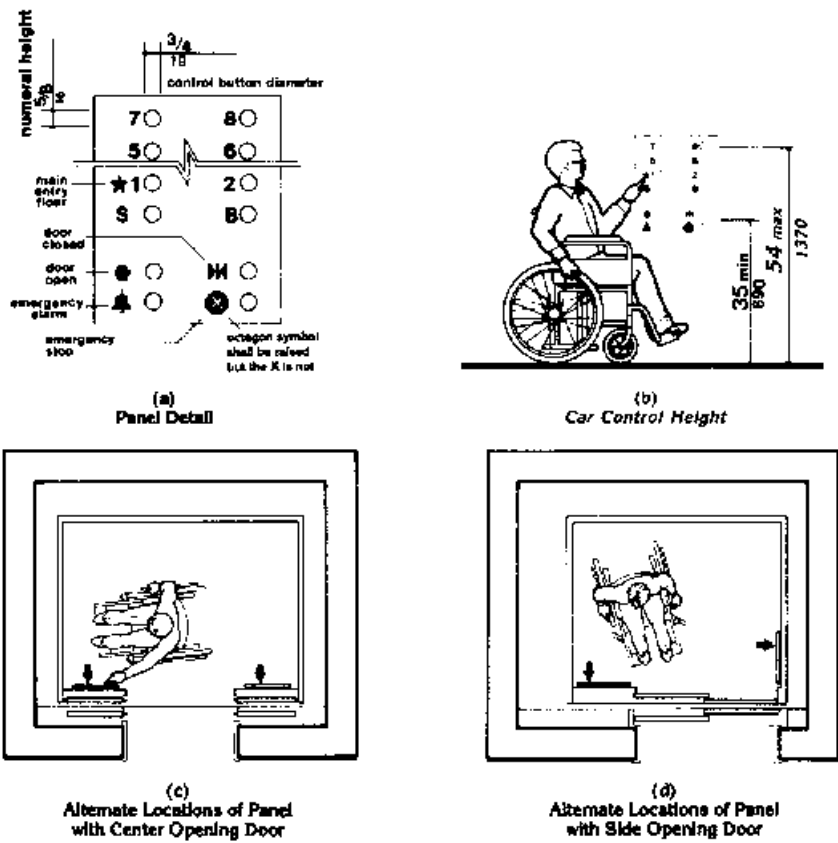 numeral height
5/8
16
3/4
19
control button diameter
7 8
5 6
main
entry
floor
1 2
S B
door
closed
door
open
emergency
alarm
emergency
stop
octagon symbol
shall be raised
but the X is not
(a)
Panel Detail
35 min
890
54 max
1370
(b)
Car Control Height
(c)
Alternate Locations of Panel
with Center Opening Door
(d)
Alternate Locations of Panel
with Side Opening Door